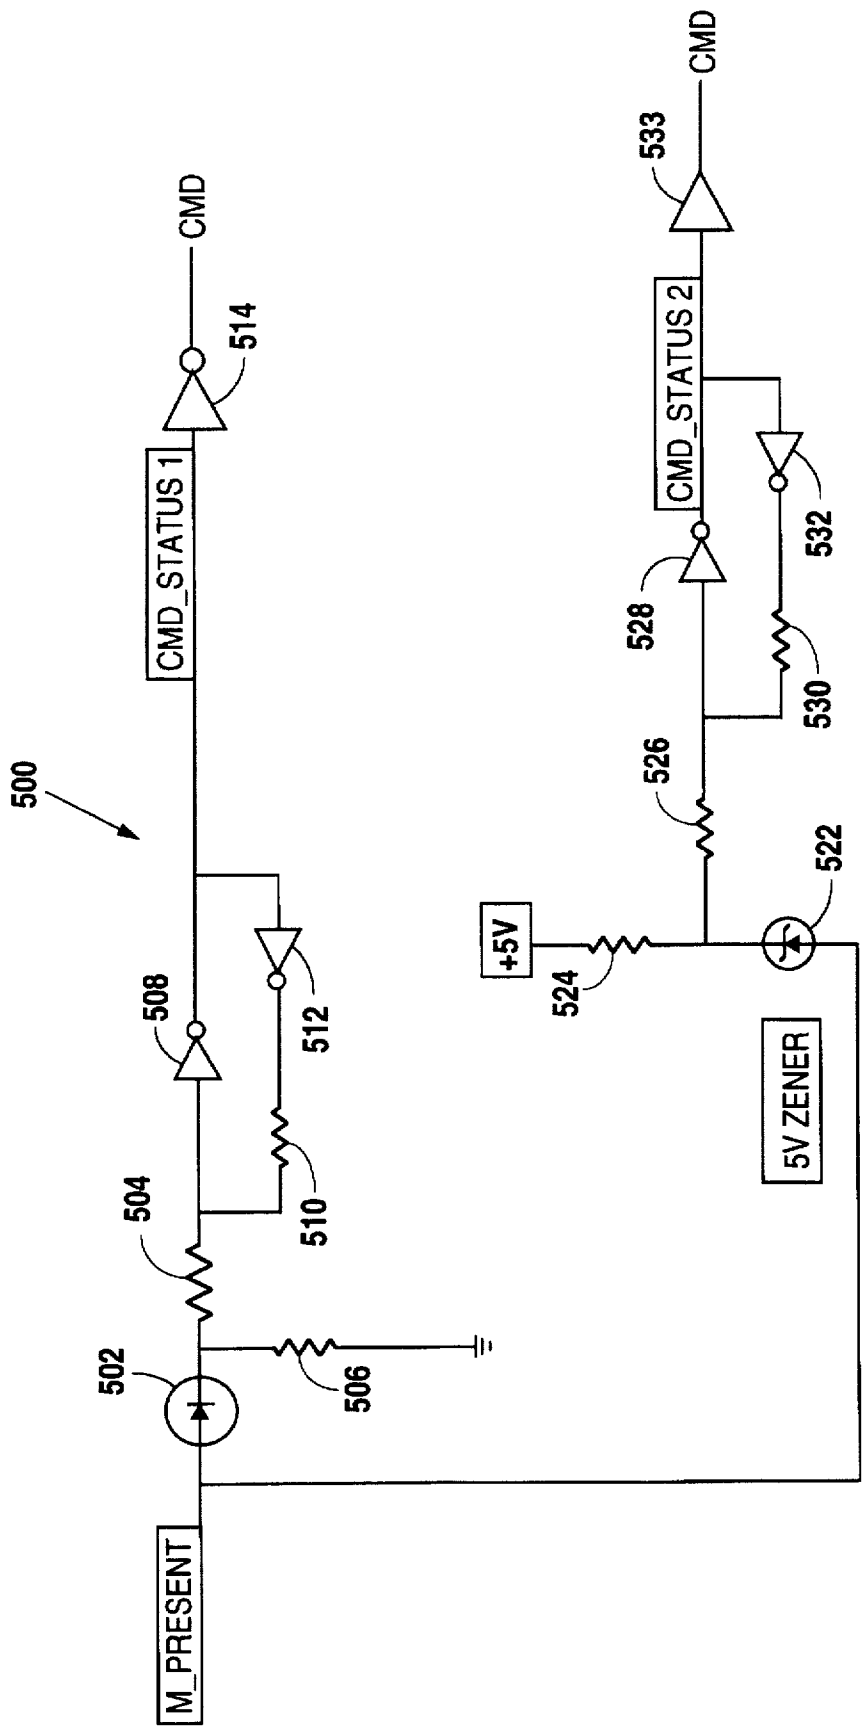 500
M_PRESENT
502
504
506
508
510
512
CMD_STATUS 1
514
CMD
+5V
524
5V ZENER
522
526
528
530
532
CMD_STATUS 2
533
CMD